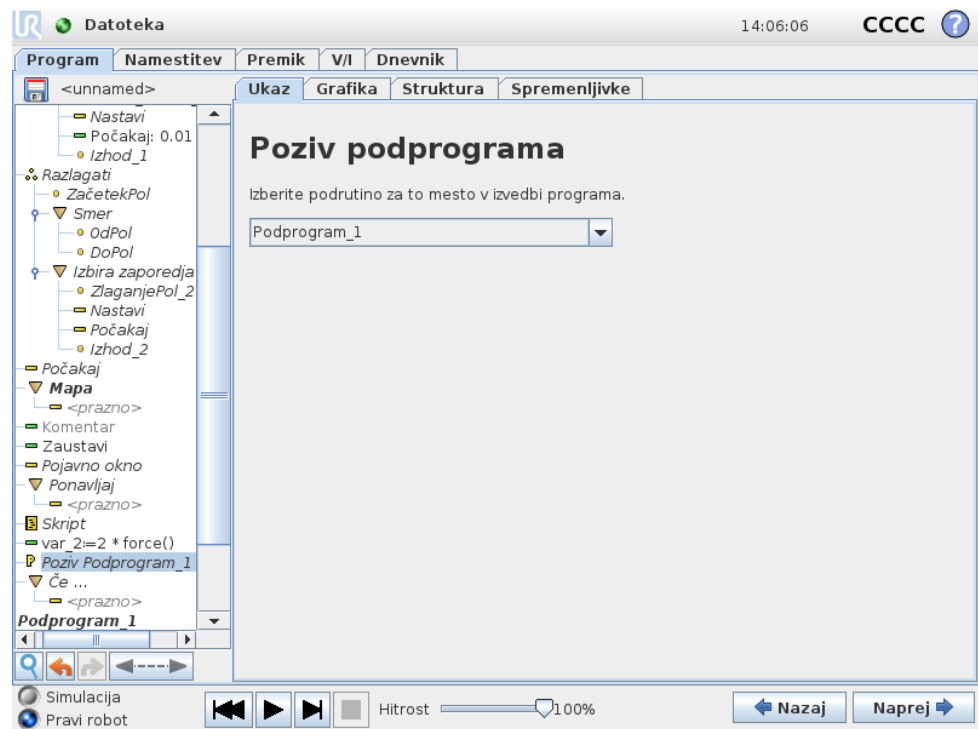 UR Datoteka 14:06:06 CCCC ?
Program Namestitev Premik V/I Dnevnik
<unnamed>
Ukaz Grafika Struktura Spremenljivke
Nastavi
Počakaj: 0.01
Izhod_1
Razlagati
ZačetekPol
Smer
OdPol
DoPol
Izbira zaporedja
ZlaganjePol_2
Nastavi
Počakaj
Izhod_2
Počakaj
Mapa
<prazno>
Komentar
Zaustavi
Pojavno okno
Ponavljaj
<prazno>
Skript
var_2:=2 * force()
P Poziv Podprogram_1
Če ...
<prazno>
Podprogram_1
Poziv podprograma
Izberite podrutino za to mesto v izvedbi programa.
Podprogram_1
Simulacija
Pravi robot
Hitrost 100%
Nazaj Naprej